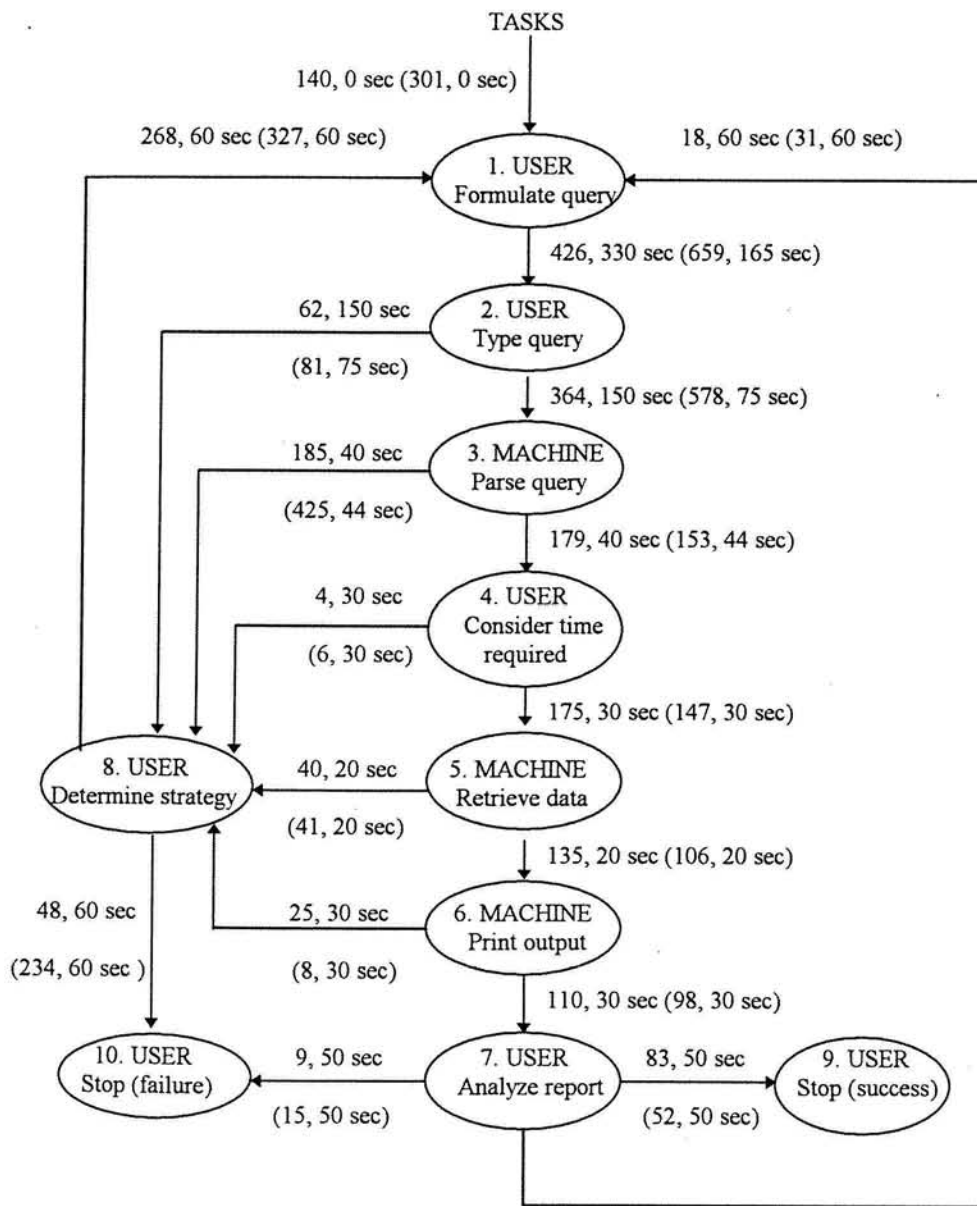 TASKS
140, 0 sec (301, 0 sec)
268, 60 sec (327, 60 sec)
18, 60 sec (31, 60 sec)
1. USER
Formulate query
426, 330 sec (659, 165 sec)
62, 150 sec
(81, 75 sec)
2. USER
Type query
364, 150 sec (578, 75 sec)
185, 40 sec
(425, 44 sec)
3. MACHINE
Parse query
179, 40 sec (153, 44 sec)
4, 30 sec
(6, 30 sec)
4. USER
Consider time
required
175, 30 sec (147, 30 sec)
8. USER
Determine strategy
40, 20 sec
(41, 20 sec)
5. MACHINE
Retrieve data
135, 20 sec (106, 20 sec)
48, 60 sec
(234, 60 sec )
25, 30 sec
(8, 30 sec)
6. MACHINE
Print output
110, 30 sec (98, 30 sec)
10. USER
Stop (failure)
9, 50 sec
(15, 50 sec)
7. USER
Analyze report
83, 50 sec
(52, 50 sec)
9. USER
Stop (success)